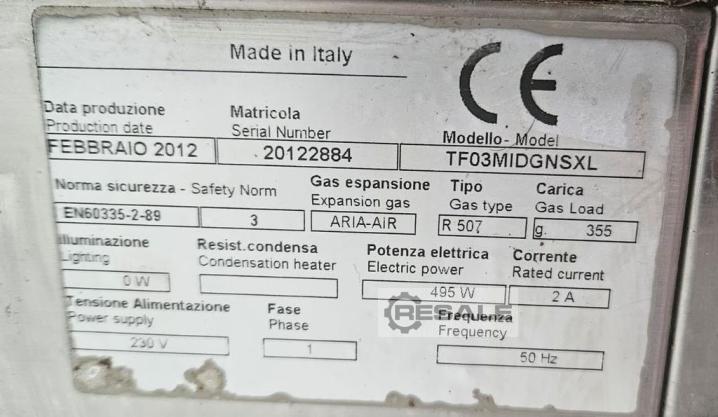 Made in Italy
CE
Data produzione
Production date
FEBBRAIO 2012
Matricola
Serial Number
20122884
Modello- Model
TF03MIDGNSXL
Norma sicurezza - Safety Norm
EN60335-2-89
3
Gas espansione
Expansion gas
ARIA-AIR
Tipo
Gas type
R 507
Carica
Gas Load
g. 355
Illuminazione
Lighting
0 W
Resist.condensa
Condensation heater
Potenza elettrica
Electric power
495 W
Corrente
Rated current
2 A
Tensione Alimentazione
Power supply
230 V
Fase
Phase
1
Frequenza
Frequency
50 Hz
RESALE